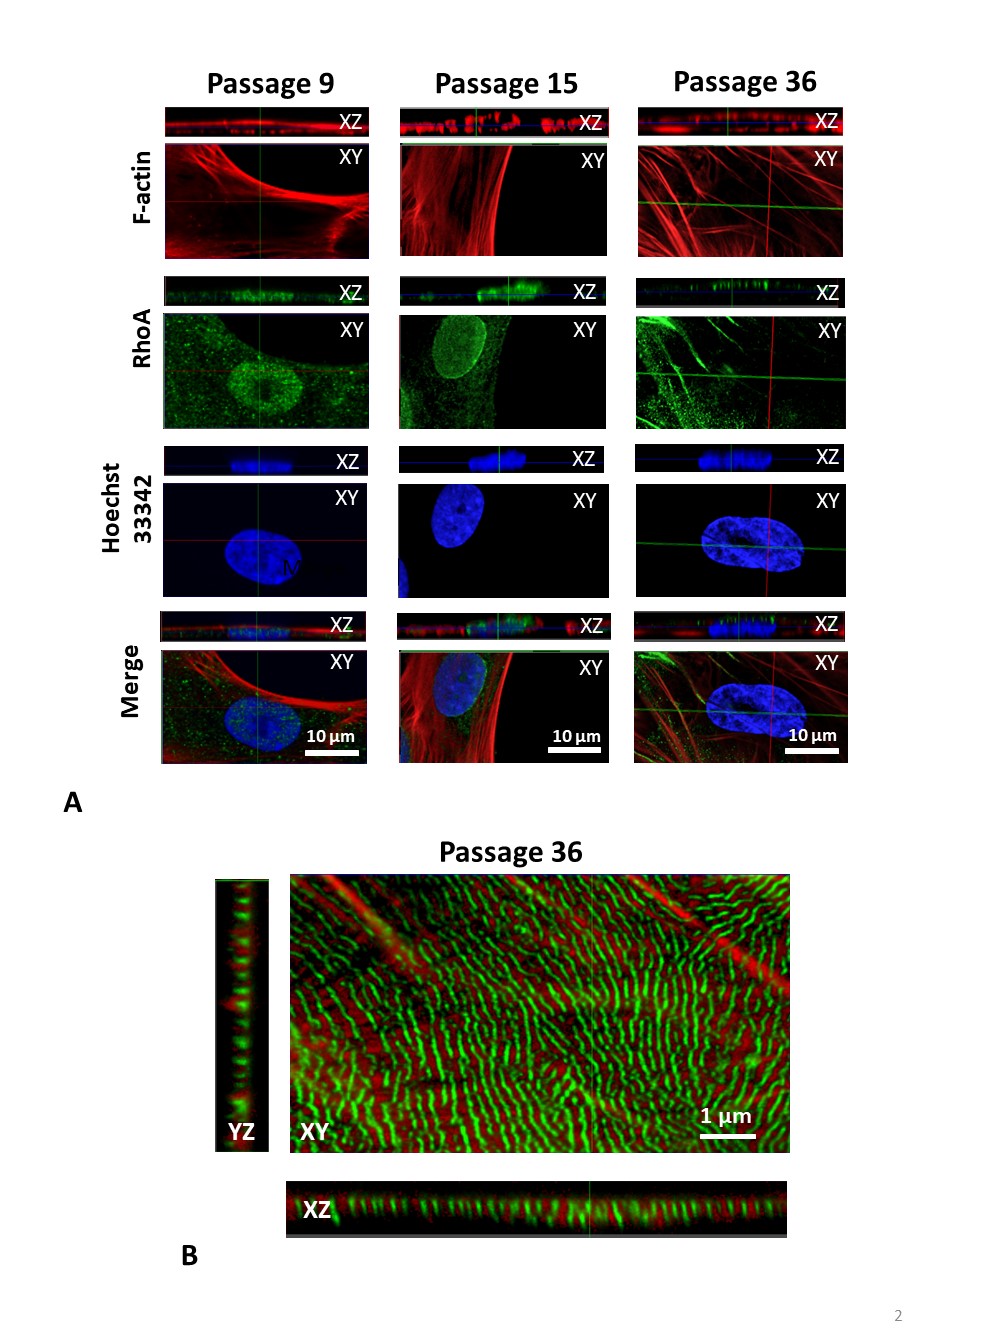 Passage 9 Passage 15 Passage 36
XZ XZ XZ
F-actin
XY XY XY
XZ XZ XZ
RhoA
XY XY XY
XZ XZ XZ
Hoechst
33342
XY XY XY
M
XZ XZ XZ
Merge
XY XY XY
10 µm 10 µm 10 µm
A
Passage 36
1 µm
YZ XY
XZ
B
2